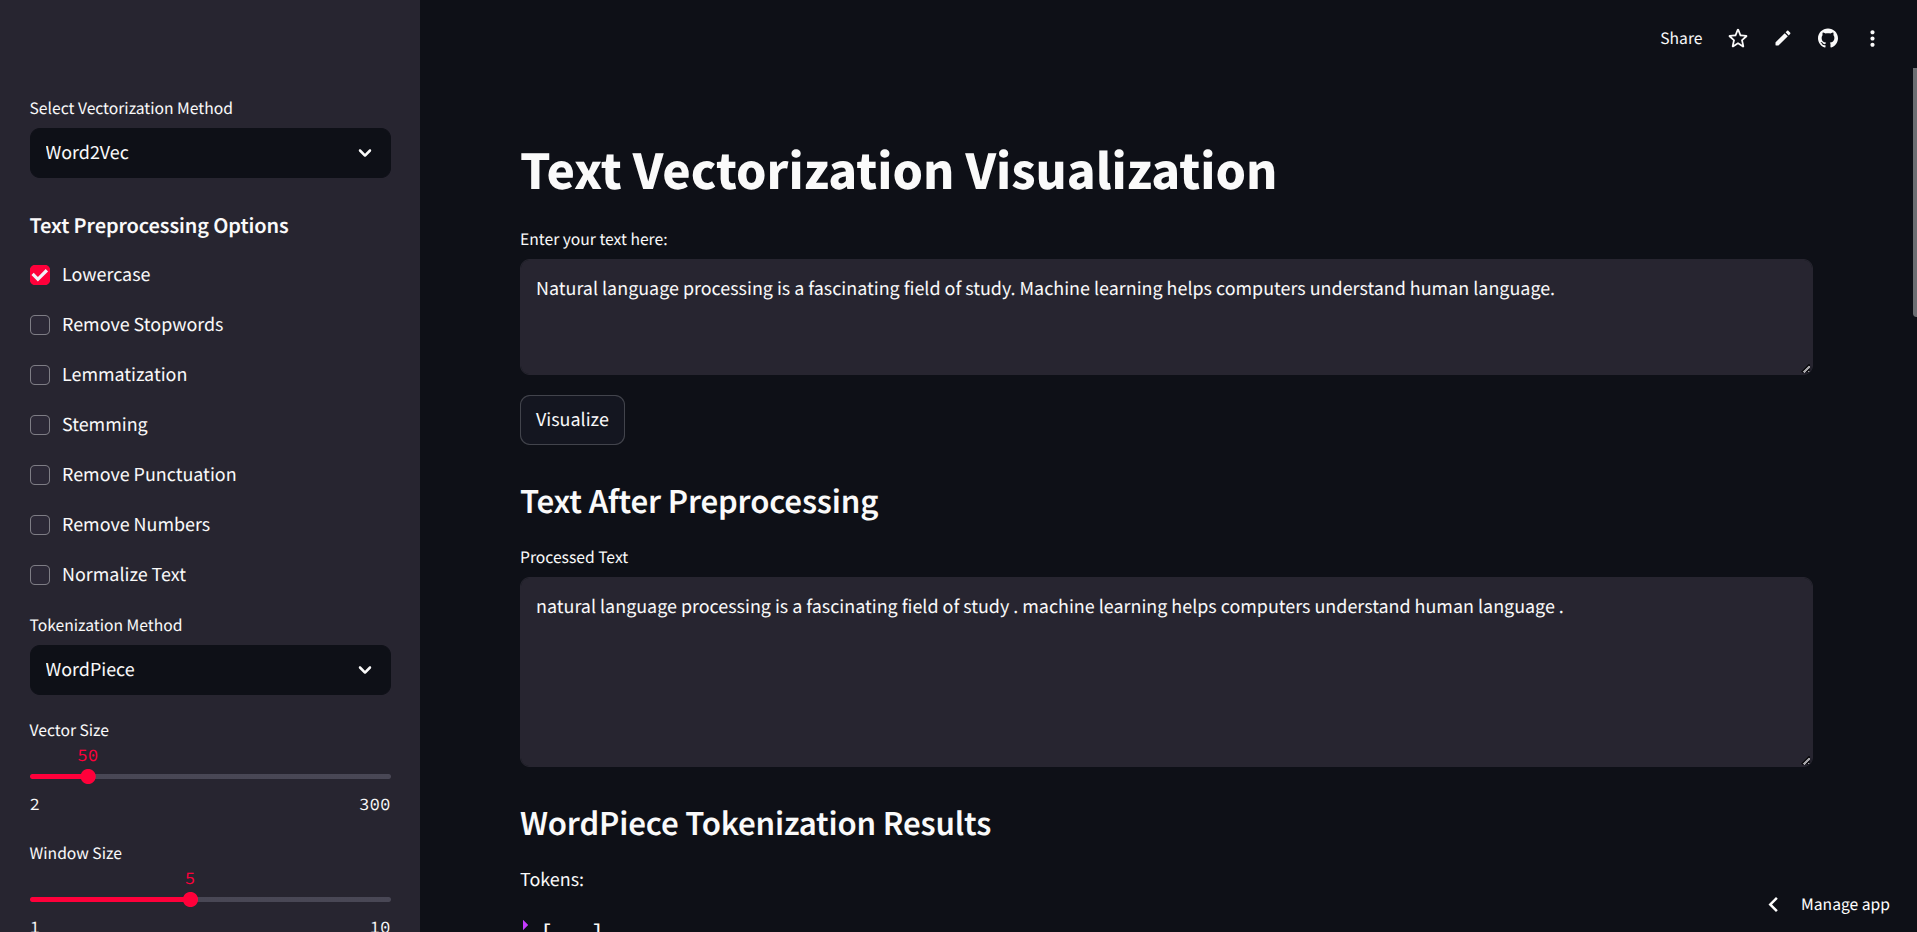 Share
Select Vectorization Method
Word2Vec
Text Preprocessing Options
Lowercase
Remove Stopwords
Lemmatization
Stemming
Remove Punctuation
Remove Numbers
Normalize Text
Tokenization Method
WordPiece
Vector Size
50
2 300
Window Size
5
1 10
Text Vectorization Visualization
Enter your text here:
Natural language processing is a fascinating field of study. Machine learning helps computers understand human language.
Visualize
Text After Preprocessing
Processed Text
natural language processing is a fascinating field of study . machine learning helps computers understand human language .
WordPiece Tokenization Results
Tokens:
[...]
Manage app